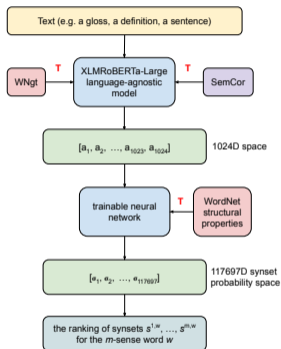 Text (e.g. a gloss, a definition, a sentence)
T
T
WNgt
XLMRoBERTa-Large
language-agnostic
model
SemCor
[a₁, a₂, …, a₁₀₂₃, a₁₀₂₄]
1024D space
trainable neural
network
T
WordNet
structural
properties
[e₁, e₂, …, e₁₁₇₆₉₇]
117697D synset
probability space
the ranking of synsets s¹,ʷ, …, sᵐ,ʷ
for the m-sense word w